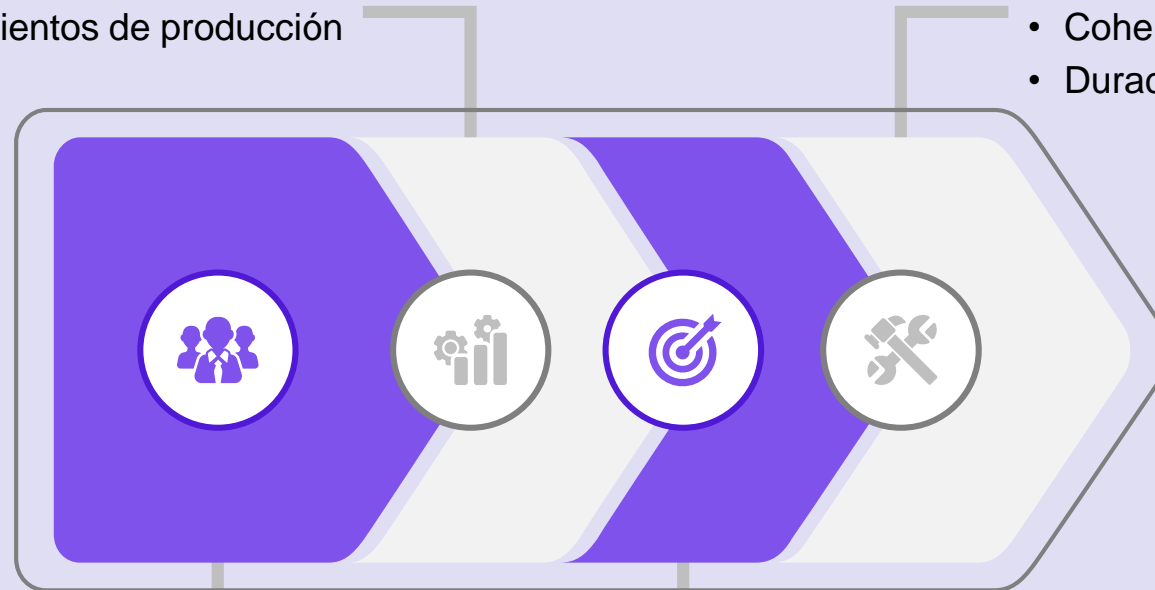 ientos de producción
• Cohe
• Durac